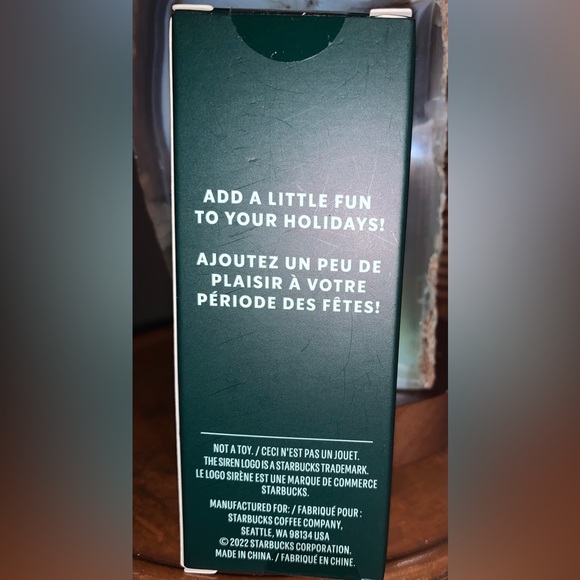 ADD A LITTLE FUN
TO YOUR HOLIDAYS!
AJOUTEZ UN PEU DE
PLAISIR À VOTRE
PÉRIODE DES FÊTES!
NOT A TOY. / CECI N'EST PAS UN JOUET.
THE SIREN LOGO IS A STARBUCKS TRADEMARK.
LE LOGO SIRÈNE EST UNE MARQUE DE COMMERCE
STARBUCKS.
MANUFACTURED FOR: / FABRIQUÉ POUR :
STARBUCKS COFFEE COMPANY,
SEATTLE, WA 98134 USA
© 2022 STARBUCKS CORPORATION.
MADE IN CHINA. / FABRIQUÉ EN CHINE.